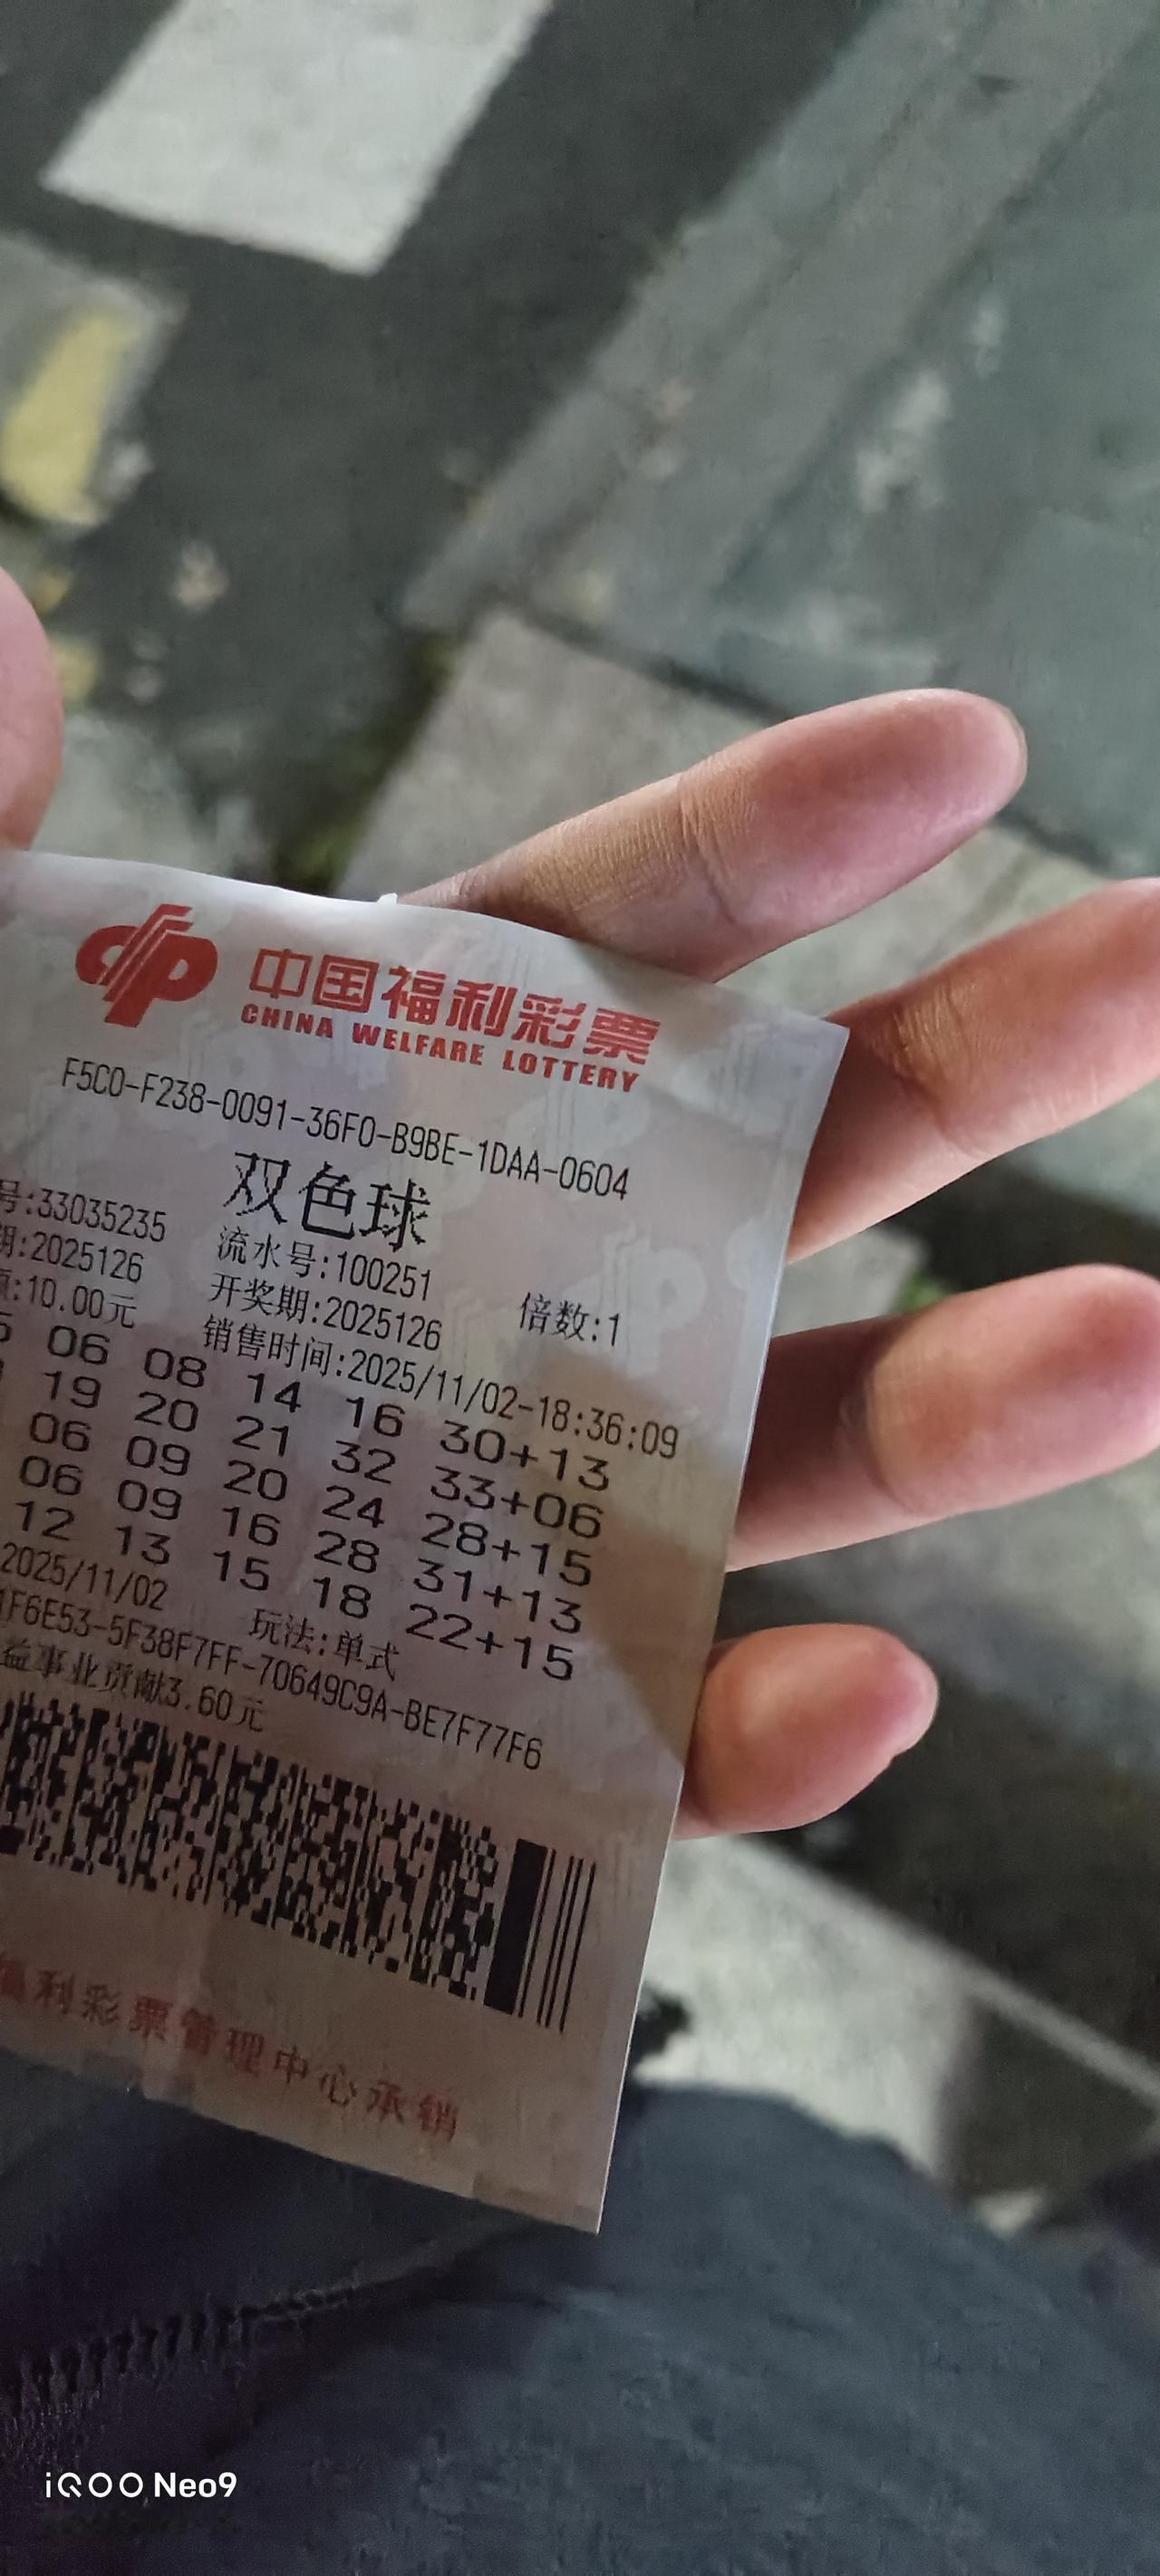 中国福利彩票
CHINA WELFARE LOTTERY
F5C0-F238-0091-36F0-B9BE-1DAA-0604
双色球
号:33035235 流水号:100251
期:2025126 开奖期:2025126 倍数:1
:10.00元 销售时间:2025/11/02-18:36:09
06 08 14 16 30+13
19 20 21 32 33+06
06 09 20 24 28+15
06 09 16 28 31+13
12 13 15 18 22+15
2025/11/02 玩法:单式
1F6E53-5F38F7FF-70649C9A-BE7F77F6
益事业贡献3.60元
福利彩票管理中心承销
iQOO Neo9